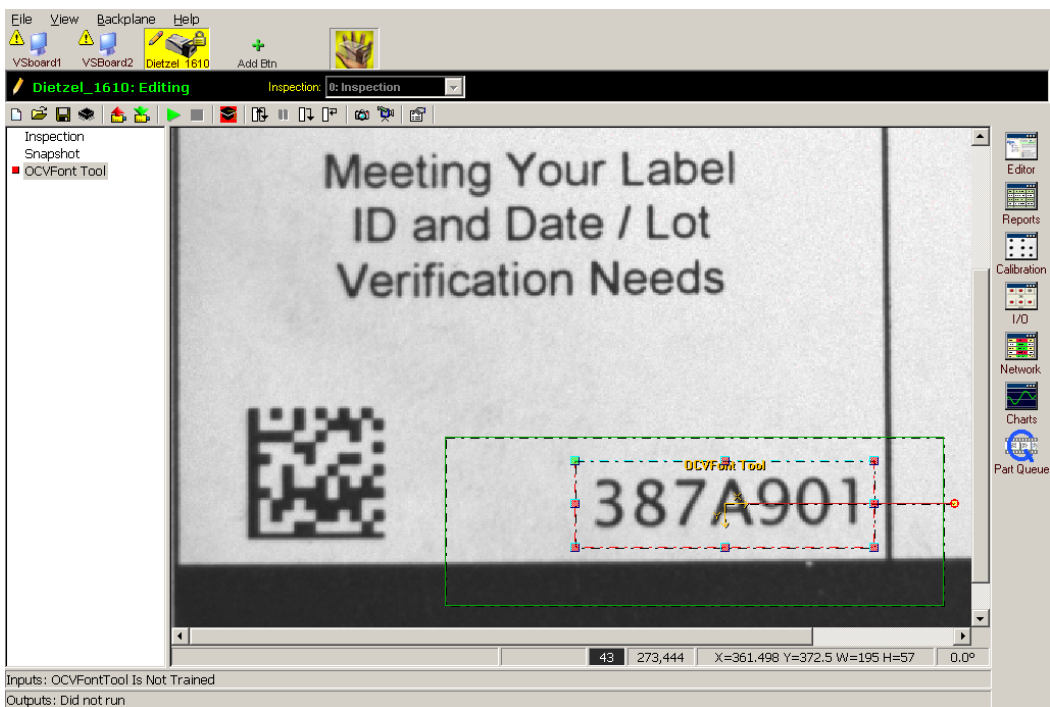 File View Backplane Help
VSboard1 VSBoard2 Dietzel 1610 Add Btn
Dietzel_1610: Editing Inspection: 0: Inspection
Inspection
Snapshot
OCVFont Tool
Meeting Your Label
ID and Date / Lot
Verification Needs
OCVFont Tool
387A901
Editor
Reports
Calibration
I/O
Network
Charts
Part Queue
43 273,444 X=361.498 Y=372.5 W=195 H=57 0.0º
Inputs: OCVFontTool Is Not Trained
Outputs: Did not run